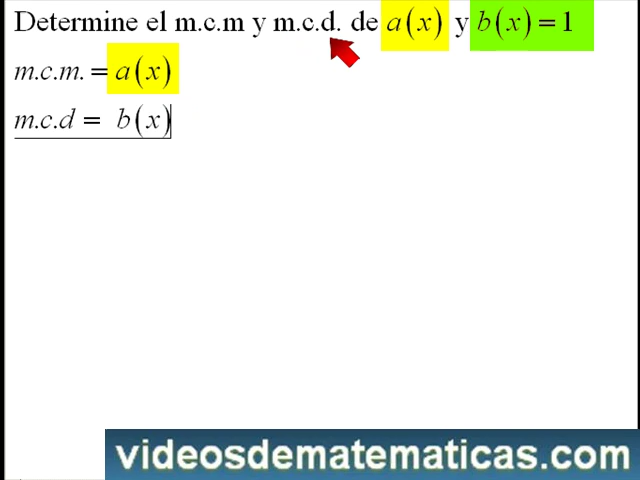 Determine el m.c.m y m.c.d. de a(x) y b(x) = 1
m.c.m. = a(x)
m.c.d = b(x)
videosdematematicas.com